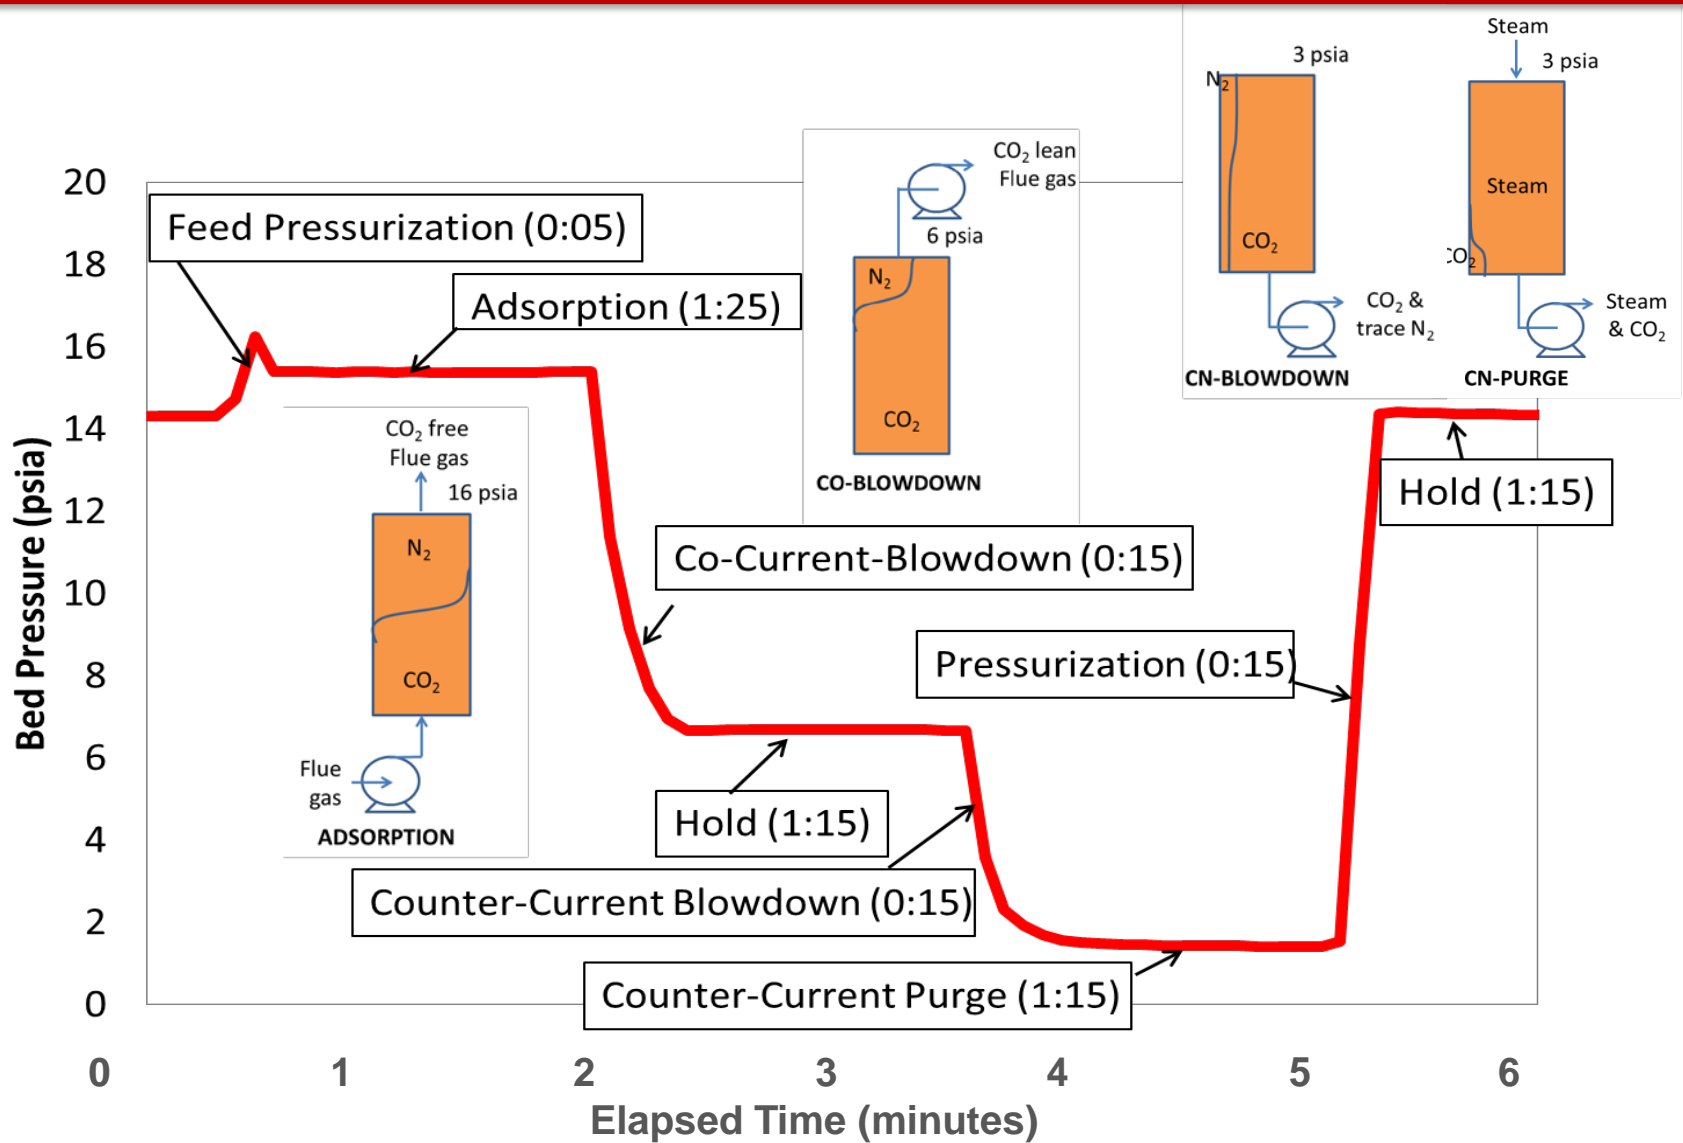 Steam
3 psia
3 psia
N₂
CO₂ lean
Flue gas
20
Steam
Feed Pressurization (0:05)
6 psia
CO₂
18
N₂
CO₂
Adsorption (1:25)
CO₂ &
trace N₂
Steam
& CO₂
16
CN-BLOWDOWN
CN-PURGE
14
CO₂ free
Flue gas
CO₂
16 psia
CO-BLOWDOWN
Hold (1:15)
12
N₂
Co-Current-Blowdown (0:15)
10
Bed Pressure (psia)
Pressurization (0:15)
8
CO₂
6
Flue
gas
Hold (1:15)
4
ADSORPTION
Counter-Current Blowdown (0:15)
2
Counter-Current Purge (1:15)
0
0 1 2 3 4 5 6
Elapsed Time (minutes)